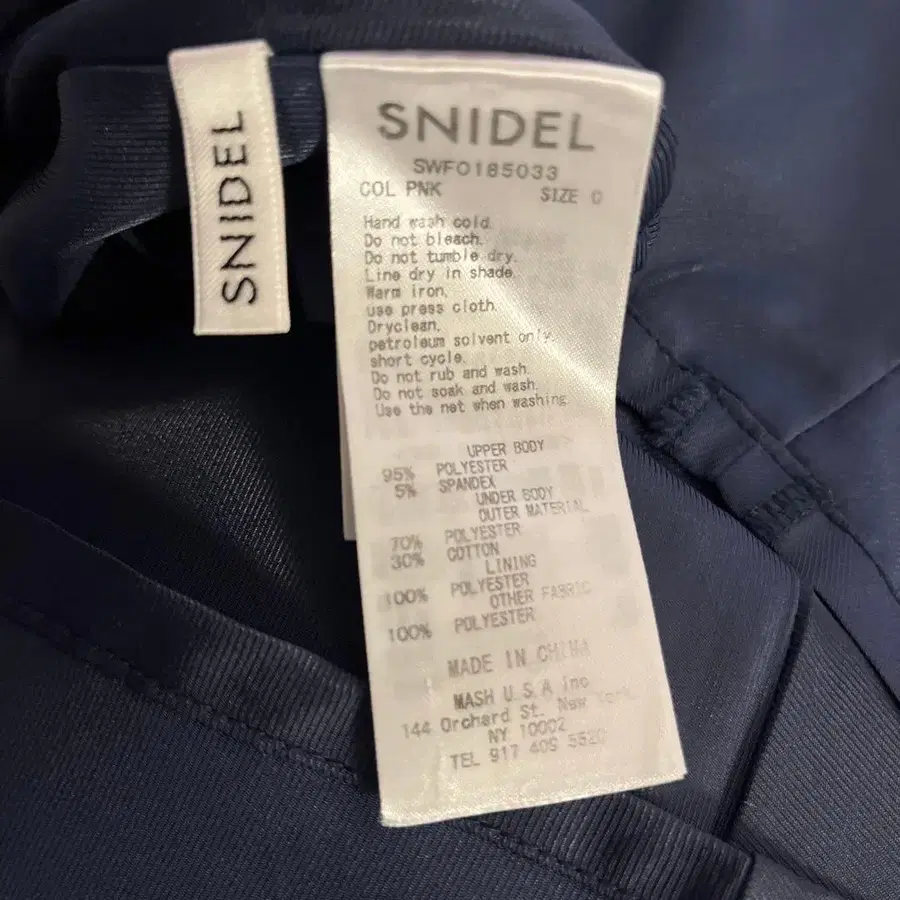 SNIDEL
SNIDEL
SWFO185033
COL PNK SIZE 0
Hand wash cold.
Do not bleach.
Do not tumble dry.
Line dry in shade.
Warm iron.
use press cloth.
Dryclean.
petroleum solvent only.
short cycle.
Do not rub and wash.
Do not soak and wash.
Use the net when washing.
UPPER BODY
95% POLYESTER
5% SPANDEX
UNDER BODY
OUTER MATERIAL
70% POLYESTER
30% COTTON
LINING
100% POLYESTER
OTHER FABRIC
100% POLYESTER
MADE IN CHINA
MASH U.S.A Inc
144 Orchard St. New York.
NY 10002
TEL 917 409 5520